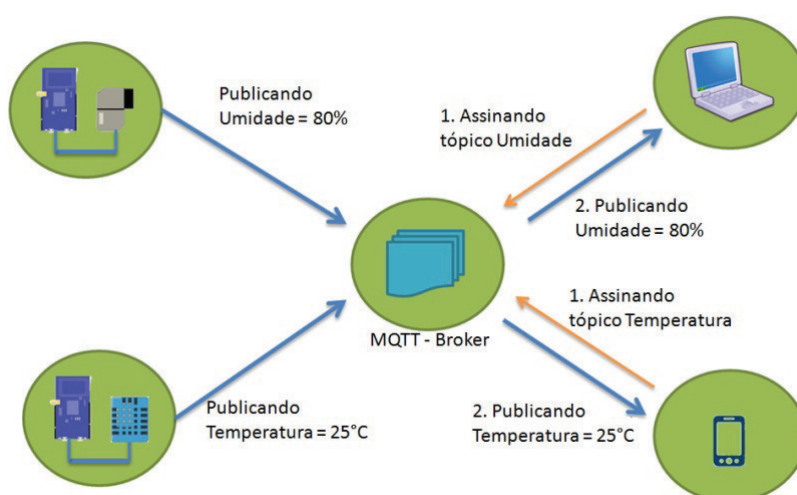 Publicando
Umidade = 80%
1. Assinando
tópico Umidade
2. Publicando
Umidade = 80%
MQTT - Broker
1. Assinando
tópico Temperatura
Publicando
Temperatura = 25°C
2. Publicando
Temperatura = 25°C